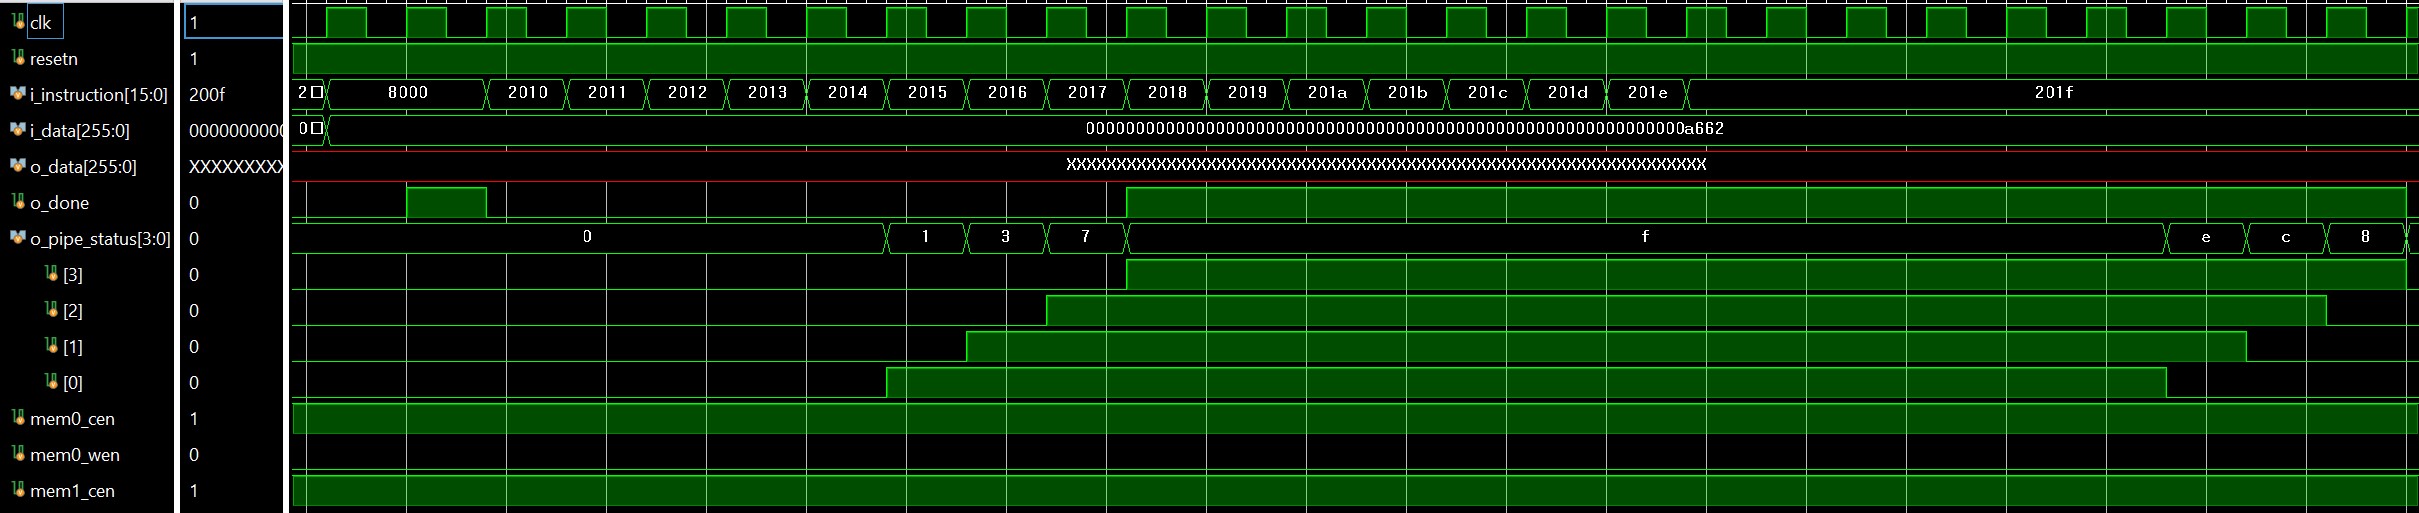 clk 1
resetn 1
i_instruction[15:0] 200f 2 8000 2010 2011 2012 2013 2014 2015 2016 2017 2018 2019 201a 201b 201c 201d 201e 201f
i_data[255:0] 0000000000 0 000000000000000000000000000000000000000000000000000000000000a662
o_data[255:0] XXXXXXXXX XXXXXXXXXXXXXXXXXXXXXXXXXXXXXXXXXXXXXXXXXXXXXXXXXXXXXXXXXXXXXXXX
o_done 0
o_pipe_status[3:0] 0 0 1 3 7 f e c 8
[3] 0
[2] 0
[1] 0
[0] 0
mem0_cen 1
mem0_wen 0
mem1_cen 1